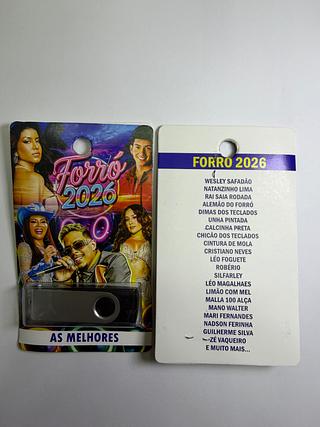 Forró
2026
AS MELHORES
FORRÓ 2026
WESLEY SAFADÃO
NATANZINHO LIMA
RAI SAIA RODADA
ALEMÃO DO FORRÓ
DIMAS DOS TECLADOS
UNHA PINTADA
CALCINHA PRETA
CHICÃO DOS TECLADOS
CINTURA DE MOLA
CRISTIANO NEVES
LÉO FOGUETE
ROBÉRIO
SILFARLEY
LÉO MAGALHAES
LIMÃO COM MEL
MALLA 100 ALÇA
MANO WALTER
MARI FERNANDES
NADSON FERINHA
GUILHERME SILVA
ZÉ VAQUEIRO
E MUITO MAIS...